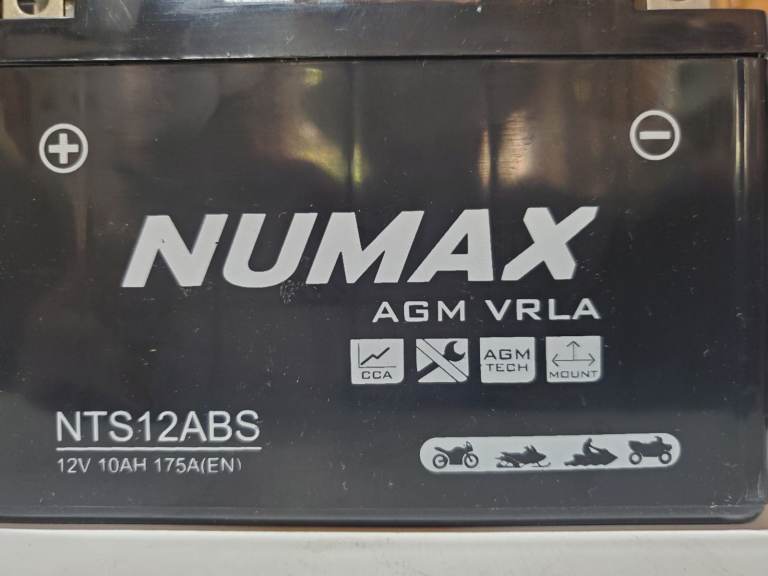 + −
NUMAX
AGM VRLA
CCA
AGM TECH
MOUNT
NTS12ABS
12V 10AH 175A(EN)